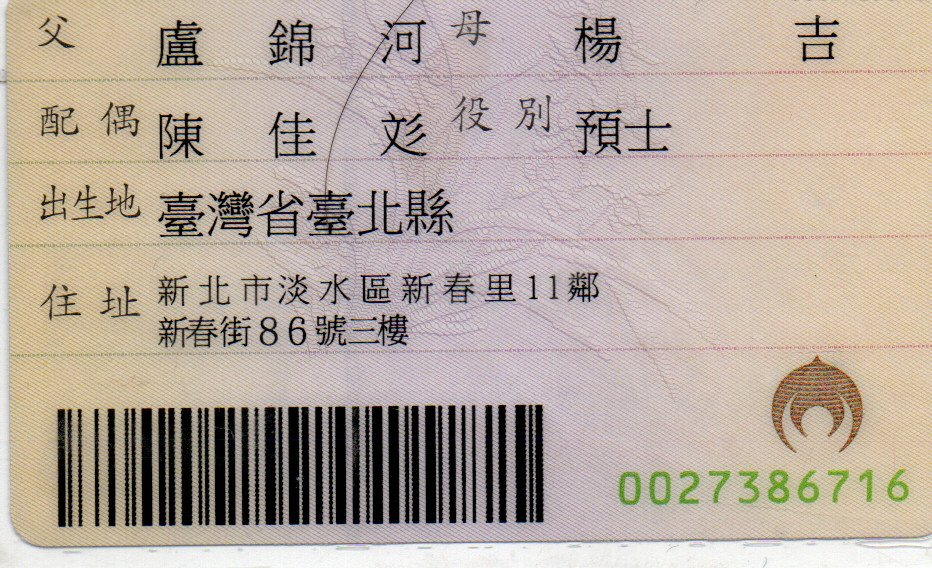 父 盧錦河 母 楊吉
配偶 陳佳彣 役別 預士
出生地 臺灣省臺北縣
住址 新北市淡水區新春里11鄰
新春街86號三樓
0027386716